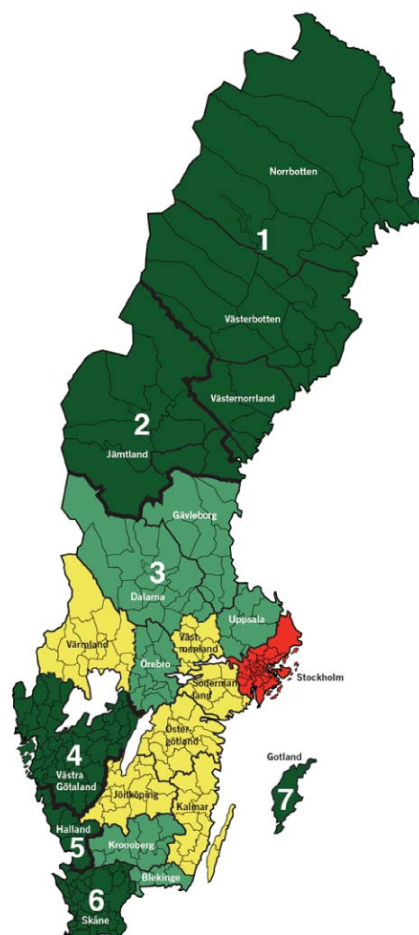 Norrbotten
1
Västerbotten
Västernorrland
2
Jämtland
Gävleborg
3
Dalarna
Uppsala
Värmland
Väst
manland
Örebro
Söderman
land
Stockholm
4
Västra
Götaland
Öster
götland
Gotland
7
Jönköping
Kalmar
Halland
5
Kronoberg
Blekinge
6
Skåne